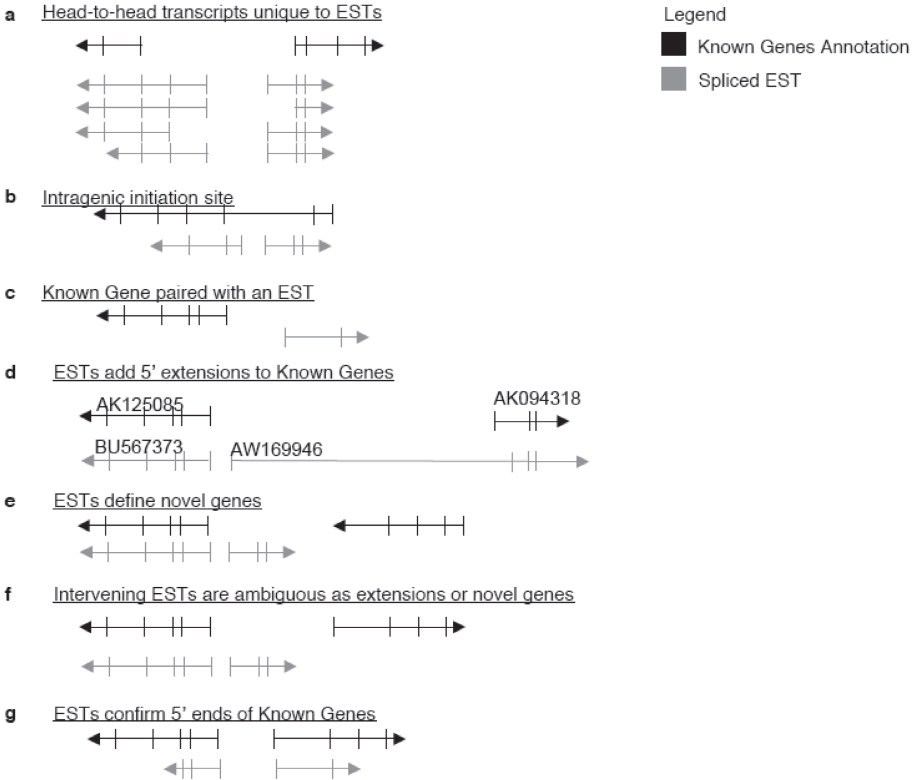 a Head-to-head transcripts unique to ESTs
Legend
Known Genes Annotation
Spliced EST
b Intragenic initiation site
c Known Gene paired with an EST
d ESTs add 5' extensions to Known Genes
AK125085
AK094318
BU567373
AW169946
e ESTs define novel genes
f Intervening ESTs are ambiguous as extensions or novel genes
g ESTs confirm 5' ends of Known Genes